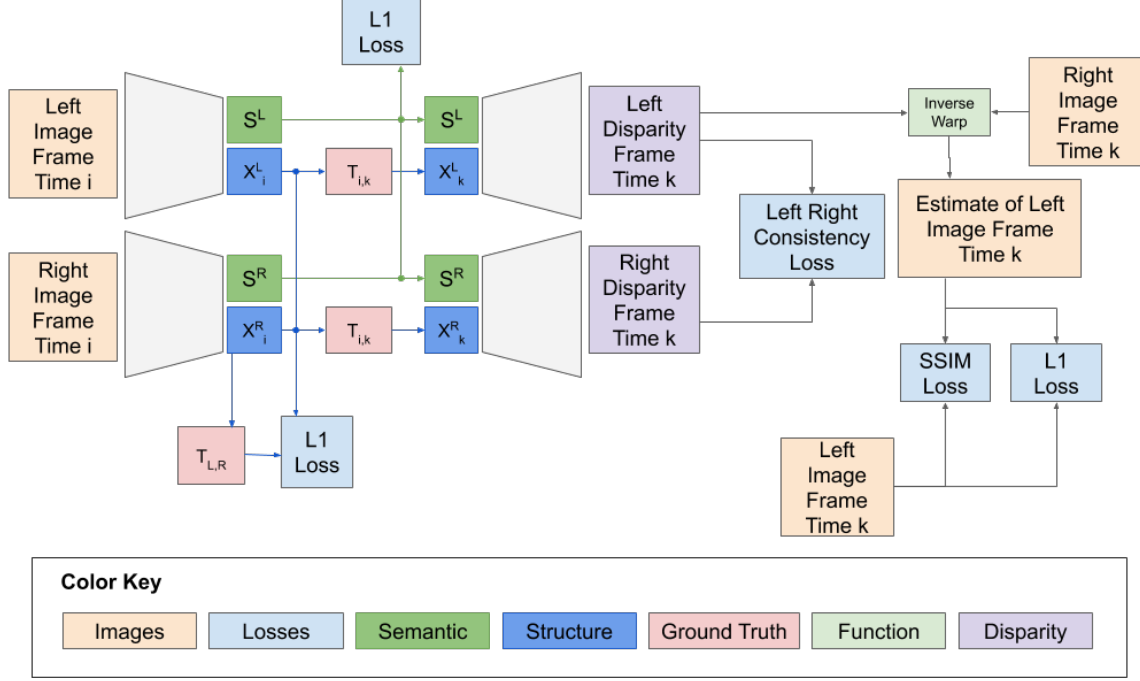 L1
Loss
Left
Image
Frame
Time i
S^L
X^L_i
T_{i,k}
S^L
X^L_k
Left
Disparity
Frame
Time k
Inverse
Warp
Right
Image
Frame
Time k
Left Right
Consistency
Loss
Estimate of Left
Image Frame
Time k
Right
Image
Frame
Time i
S^R
X^R_i
T_{i,k}
S^R
X^R_k
Right
Disparity
Frame
Time k
SSIM
Loss
L1
Loss
T_{L,R}
L1
Loss
Left
Image
Frame
Time k
Color Key
Images
Losses
Semantic
Structure
Ground Truth
Function
Disparity